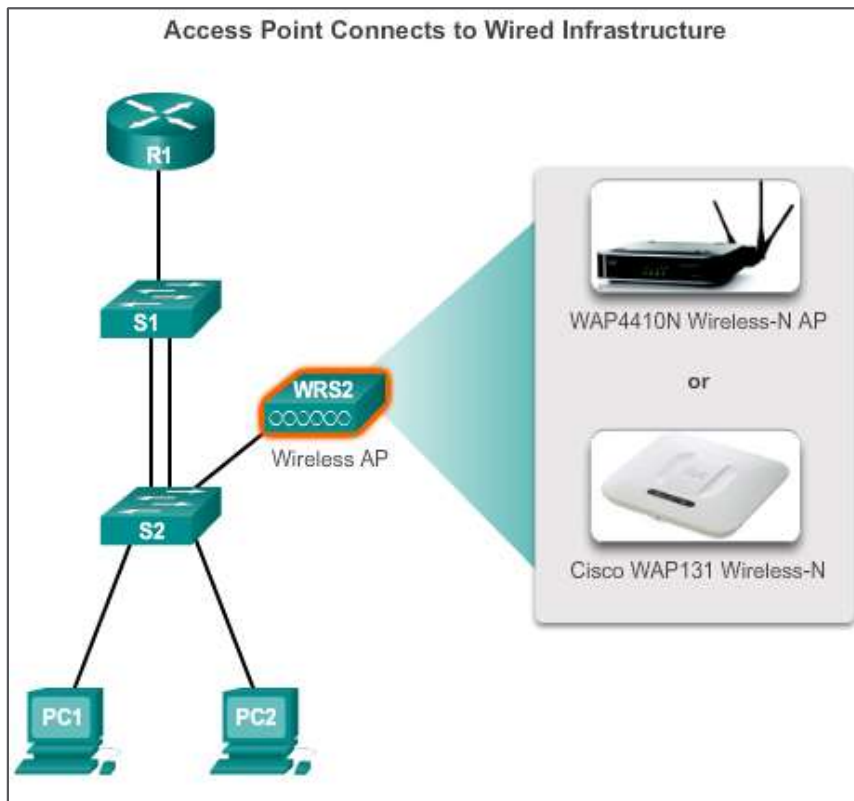 Access Point Connects to Wired Infrastructure
R1
S1
WRS2
Wireless AP
S2
PC1
PC2
WAP4410N Wireless-N AP
or
Cisco WAP131 Wireless-N